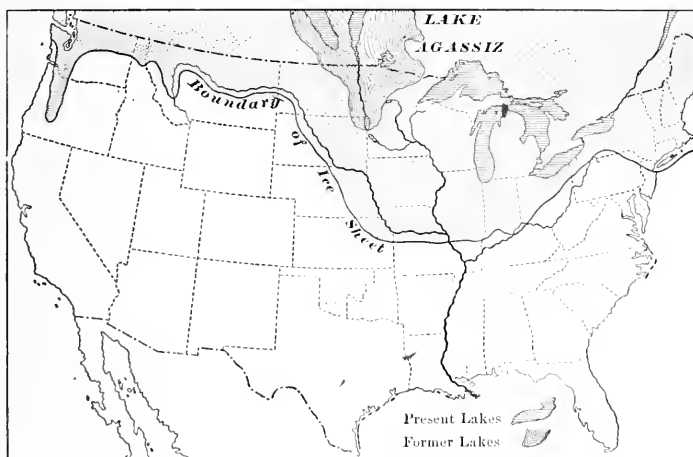 LAKE
AGASSIZ
Boundary of Ice Sheet
Present Lakes
Former Lakes